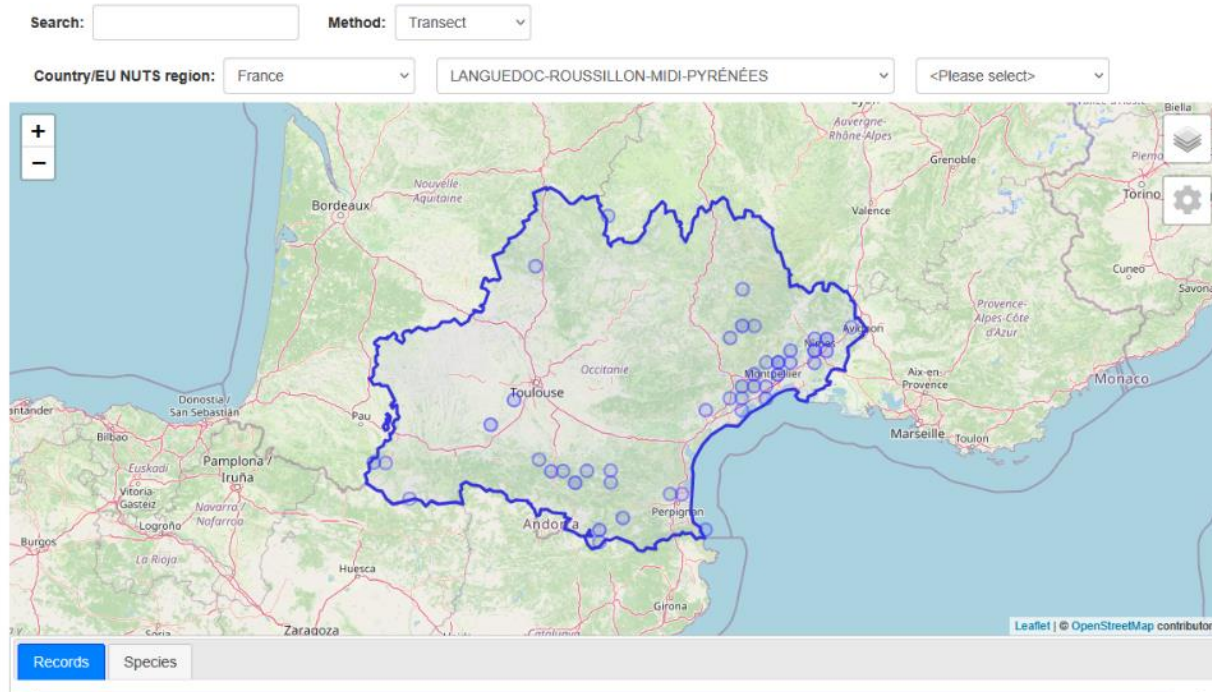 Search:
Method: Transect
Country/EU NUTS region: France LANGUEDOC-ROUSSILLON-MIDI-PYRÉNÉES <Please select>
+
−
Biella
Auvergne-
Rhône-Alpes
Grenoble
Torino
Nouvelle
Aquitaine
Bordeaux
Valence
Cuneo
Savona
Provence-
Alpes-Côte
d'Azur
Avignon
Nîmes
Occitanie
Montpellier
Aix-en-
Provence
Monaco
Toulouse
Donostia /
San Sebastián
Pau
Marseille
Toulon
Bilbao
Euskadi
Pamplona /
Iruña
Vitoria-
Gasteiz
Navarra /
Nafarroa
Logroño
Perpignan
Andorra
Burgos
La Rioja
Huesca
Girona
Soria
Zaragoza
Catalunya
Leaflet | © OpenStreetMap contributor
Records
Species